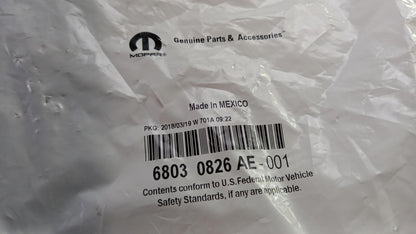 MOPAR
Genuine Parts & Accessories™
Made In MEXICO
PKG: 2018/03/19 W 701A 09:22
6803 0826 AE-001
Contents conform to U.S. Federal Motor Vehicle
Safety Standards, if any are applicable.